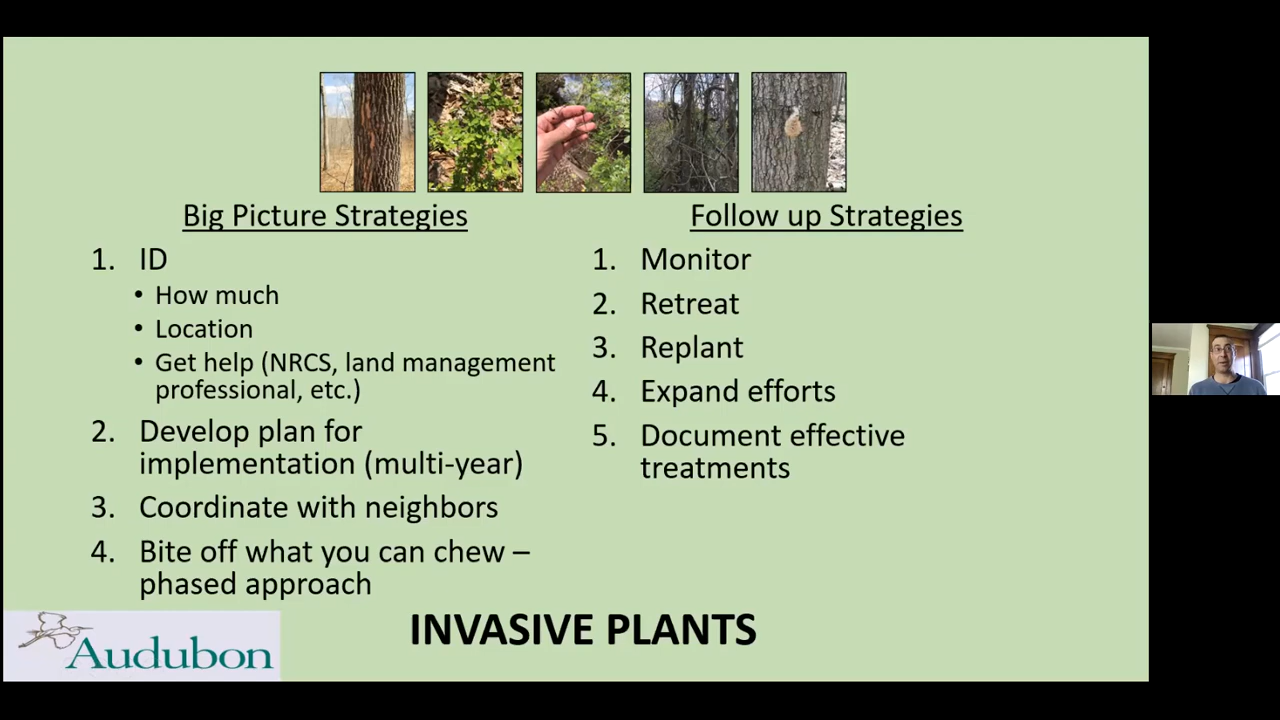 Big Picture Strategies
1. ID
• How much
• Location
• Get help (NRCS, land management
professional, etc.)
2. Develop plan for
implementation (multi-year)
3. Coordinate with neighbors
4. Bite off what you can chew –
phased approach
Follow up Strategies
1. Monitor
2. Retreat
3. Replant
4. Expand efforts
5. Document effective
treatments
Audubon
INVASIVE PLANTS